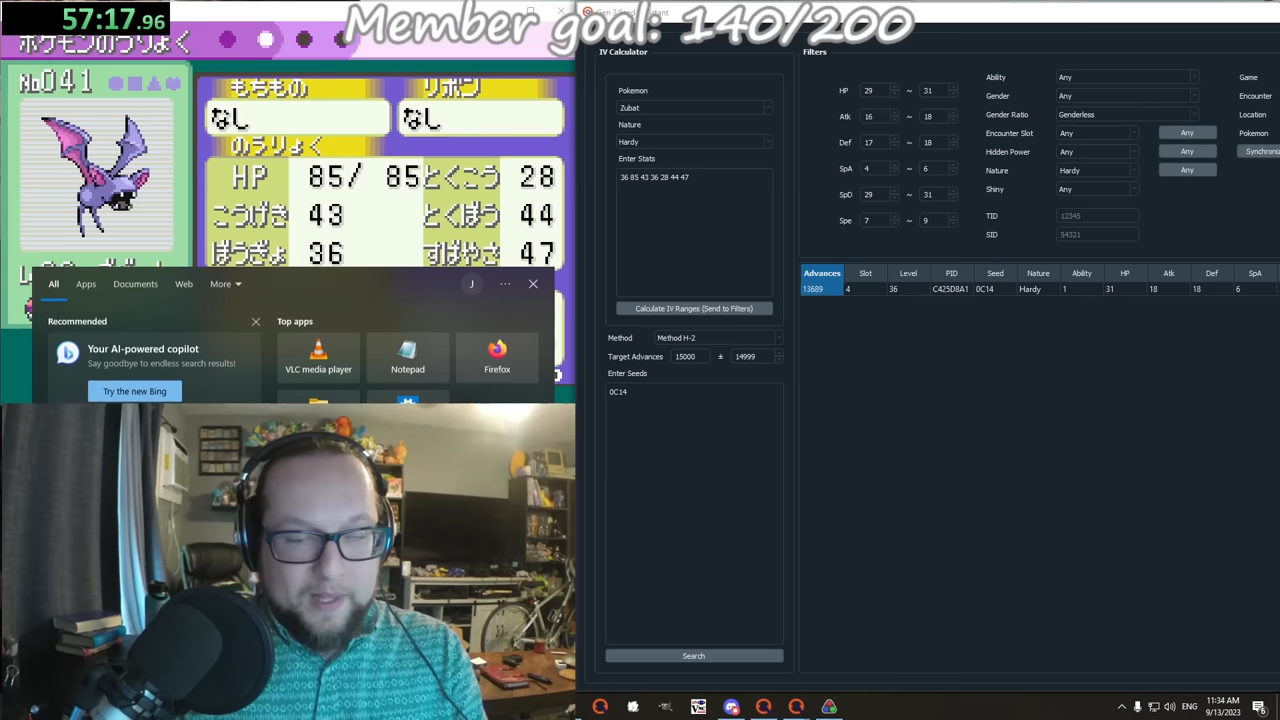 57:17.96
Member goal: 140/200
ポケモンのうりょく
№041
もちもの
リボン
なし
なし
のうりょく
HP 85/ 85 とくこう 28
こうげき 43 とくぼう 44
ぼうぎょ 36 すばやさ 47
All Apps Documents Web More
J
Recommended
Top apps
Your AI-powered copilot
Say goodbye to endless search results!
Try the new Bing
VLC media player
Notepad
Firefox
IV Calculator
Pokemon
Zubat
Nature
Hardy
Enter Stats
36 85 43 36 28 44 47
Calculate IV Ranges (Send to Filters)
Method Method H-2
Target Advances 15000 ± 14999
Enter Seeds
0C14
Search
Filters
HP 29 ~ 31
Atk 16 ~ 18
Def 17 ~ 18
SpA 4 ~ 6
SpD 29 ~ 31
Spe 7 ~ 9
Ability Any
Gender Any
Gender Ratio Genderless
Encounter Slot Any Any
Hidden Power Any Any
Nature Hardy Any
Shiny Any
TID 12345
SID 54321
Game
Encounter
Location
Pokemon
Advances Slot Level PID Seed Nature Ability HP Atk Def SpA
13689 4 36 C425D8A1 0C14 Hardy 1 31 18 18 6
ENG
11:34 AM
9/13/2023